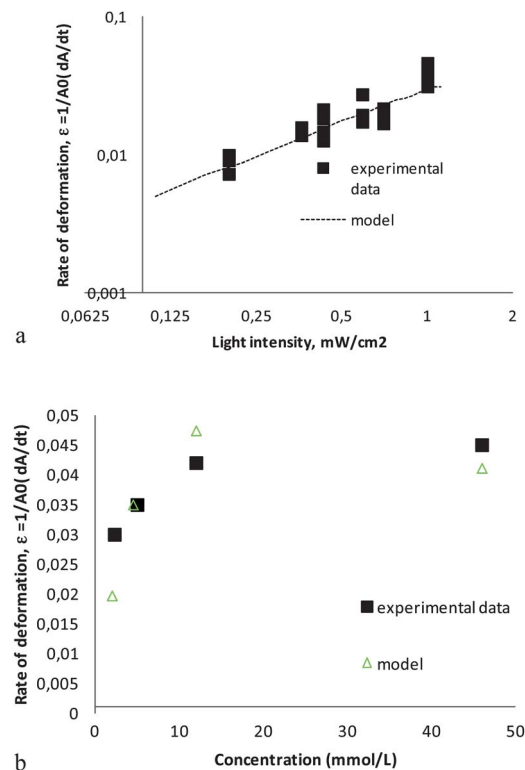 0,1
0,01
0,001
Rate of deformation, ε =1/A0( dA/dt)
experimental
data
model
0,0625 0,125 0,25 0,5 1 2
Light intensity, mW/cm2
a
0,05
0,045
0,04
0,035
0,03
0,025
0,02
0,015
0,01
0,005
0
Rate of deformation, ε =1/A0( dA/dt)
experimental data
model
0 10 20 30 40 50
Concentration (mmol/L)
b